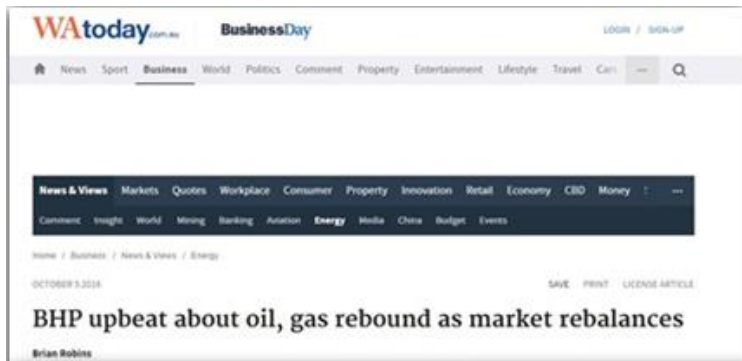 WAtoday.com.au BusinessDay LOGIN / SIGN-UP
News Sport Business World Politics Comment Property Entertainment Lifestyle Travel Cars ...
News & Views Markets Quotes Workplace Consumer Property Innovation Retail Economy CBD Money ...
Comment Insight World Mining Banking Aviation Energy Media China Budget Events
Home / Business / News & Views / Energy
OCTOBER 5 2016 SAVE PRINT LICENSE ARTICLE
BHP upbeat about oil, gas rebound as market rebalances
Brian Robins